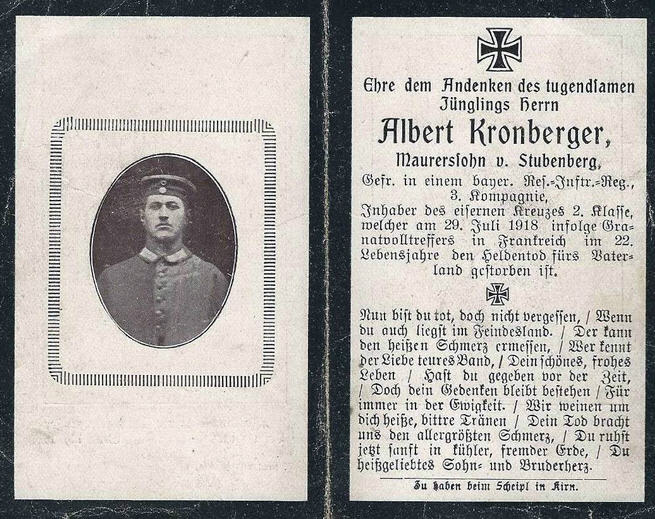 Ehre dem Andenken des tugendsamen
Jünglings Herrn
Albert Kronberger,
Maurerssohn v. Stubenberg,
Gefr. in einem bayer. Res.-Inftr.-Reg.,
3. Kompagnie,
Inhaber des eisernen Kreuzes 2. Klasse,
welcher am 29. Juli 1918 infolge Gra-
natvolltreffers in Frankreich im 22.
Lebensjahre den Heldentod fürs Vater-
land gestorben ist.
Nun bist du tot, doch nicht vergessen, / Wenn
du auch liegst im Feindesland. / Der kann
den heißen Schmerz ermessen, / Wer kennt
der Liebe teures Band, / Dein schönes, frohes
Leben / Hast du gegeben vor der Zeit,
/ Doch dein Gedenken bleibt bestehen / Für
immer in der Ewigkeit. / Wir weinen um
dich heiße, bittre Tränen / Dein Tod bracht
uns den allergrößten Schmerz, / Du ruhst
jetzt sanft in kühler, fremder Erde, / Du
heißgeliebtes Sohn- und Bruderherz.
Zu haben beim Scheipl in Kirn.